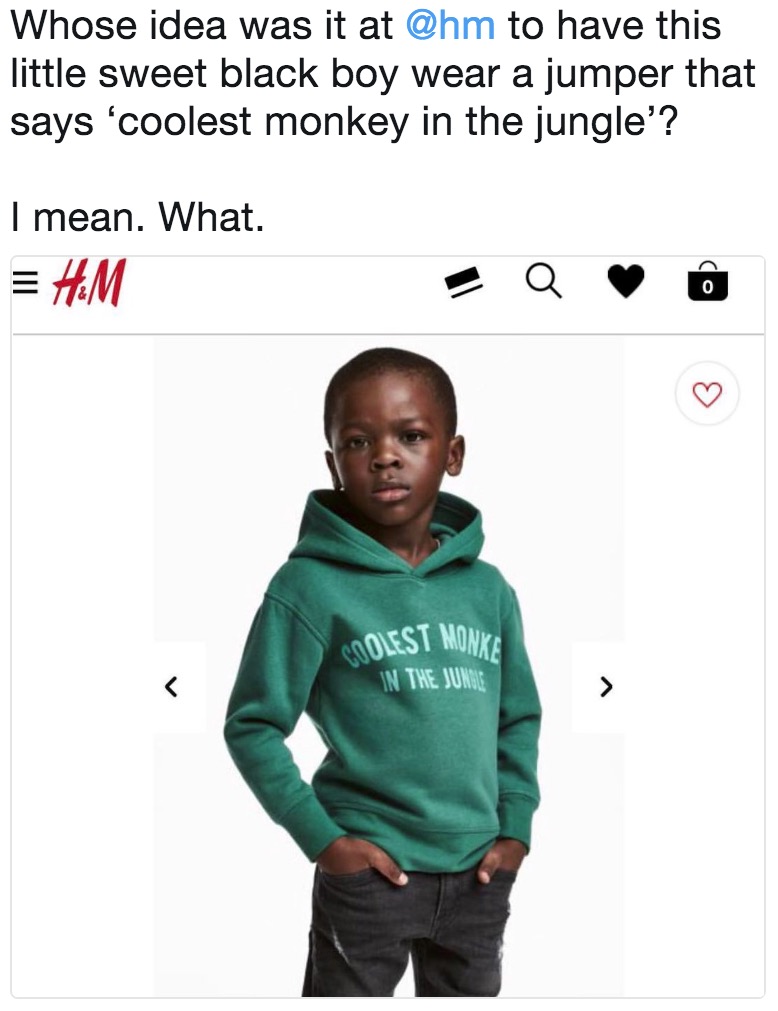 Whose idea was it at @hm to have this
little sweet black boy wear a jumper that
says ‘coolest monkey in the jungle’?
I mean. What.
H&M
0
COOLEST MONKE
IN THE JUNGLE